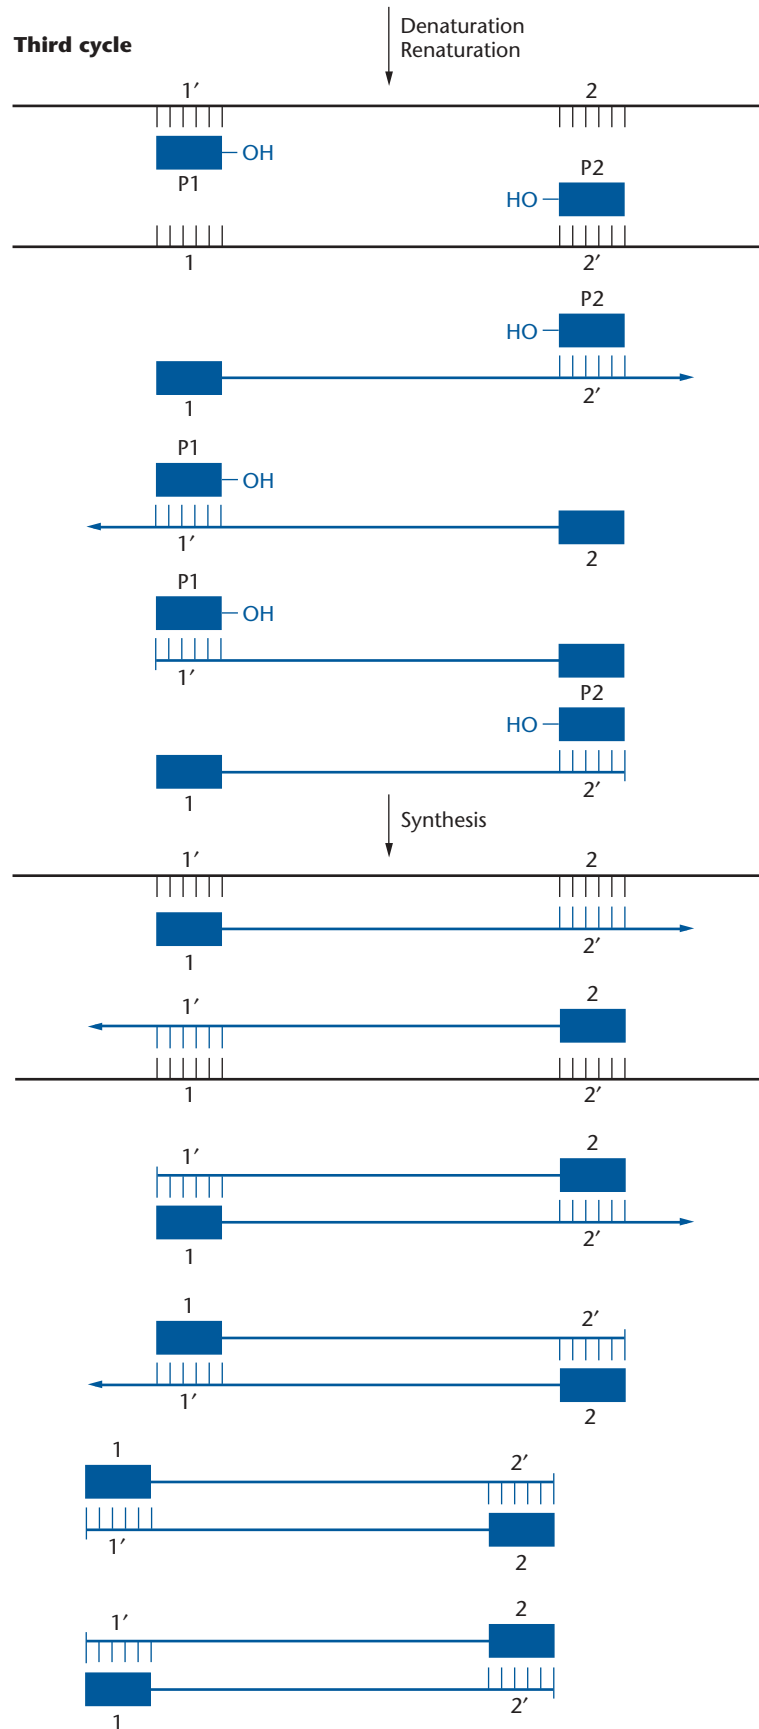 Denaturation
Third cycle
Renaturation
1′ 2
OH
P1
P2
HO
1 2′
P2
HO
1 2′
P1
OH
1′ 2
P1
OH
1′
P2
HO
1 2′
Synthesis
1′ 2
1 2′
1′ 2
1 2′
1′ 2
1 2′
1 2′
1′ 2
1 2′
1′ 2
1′ 2
1 2′